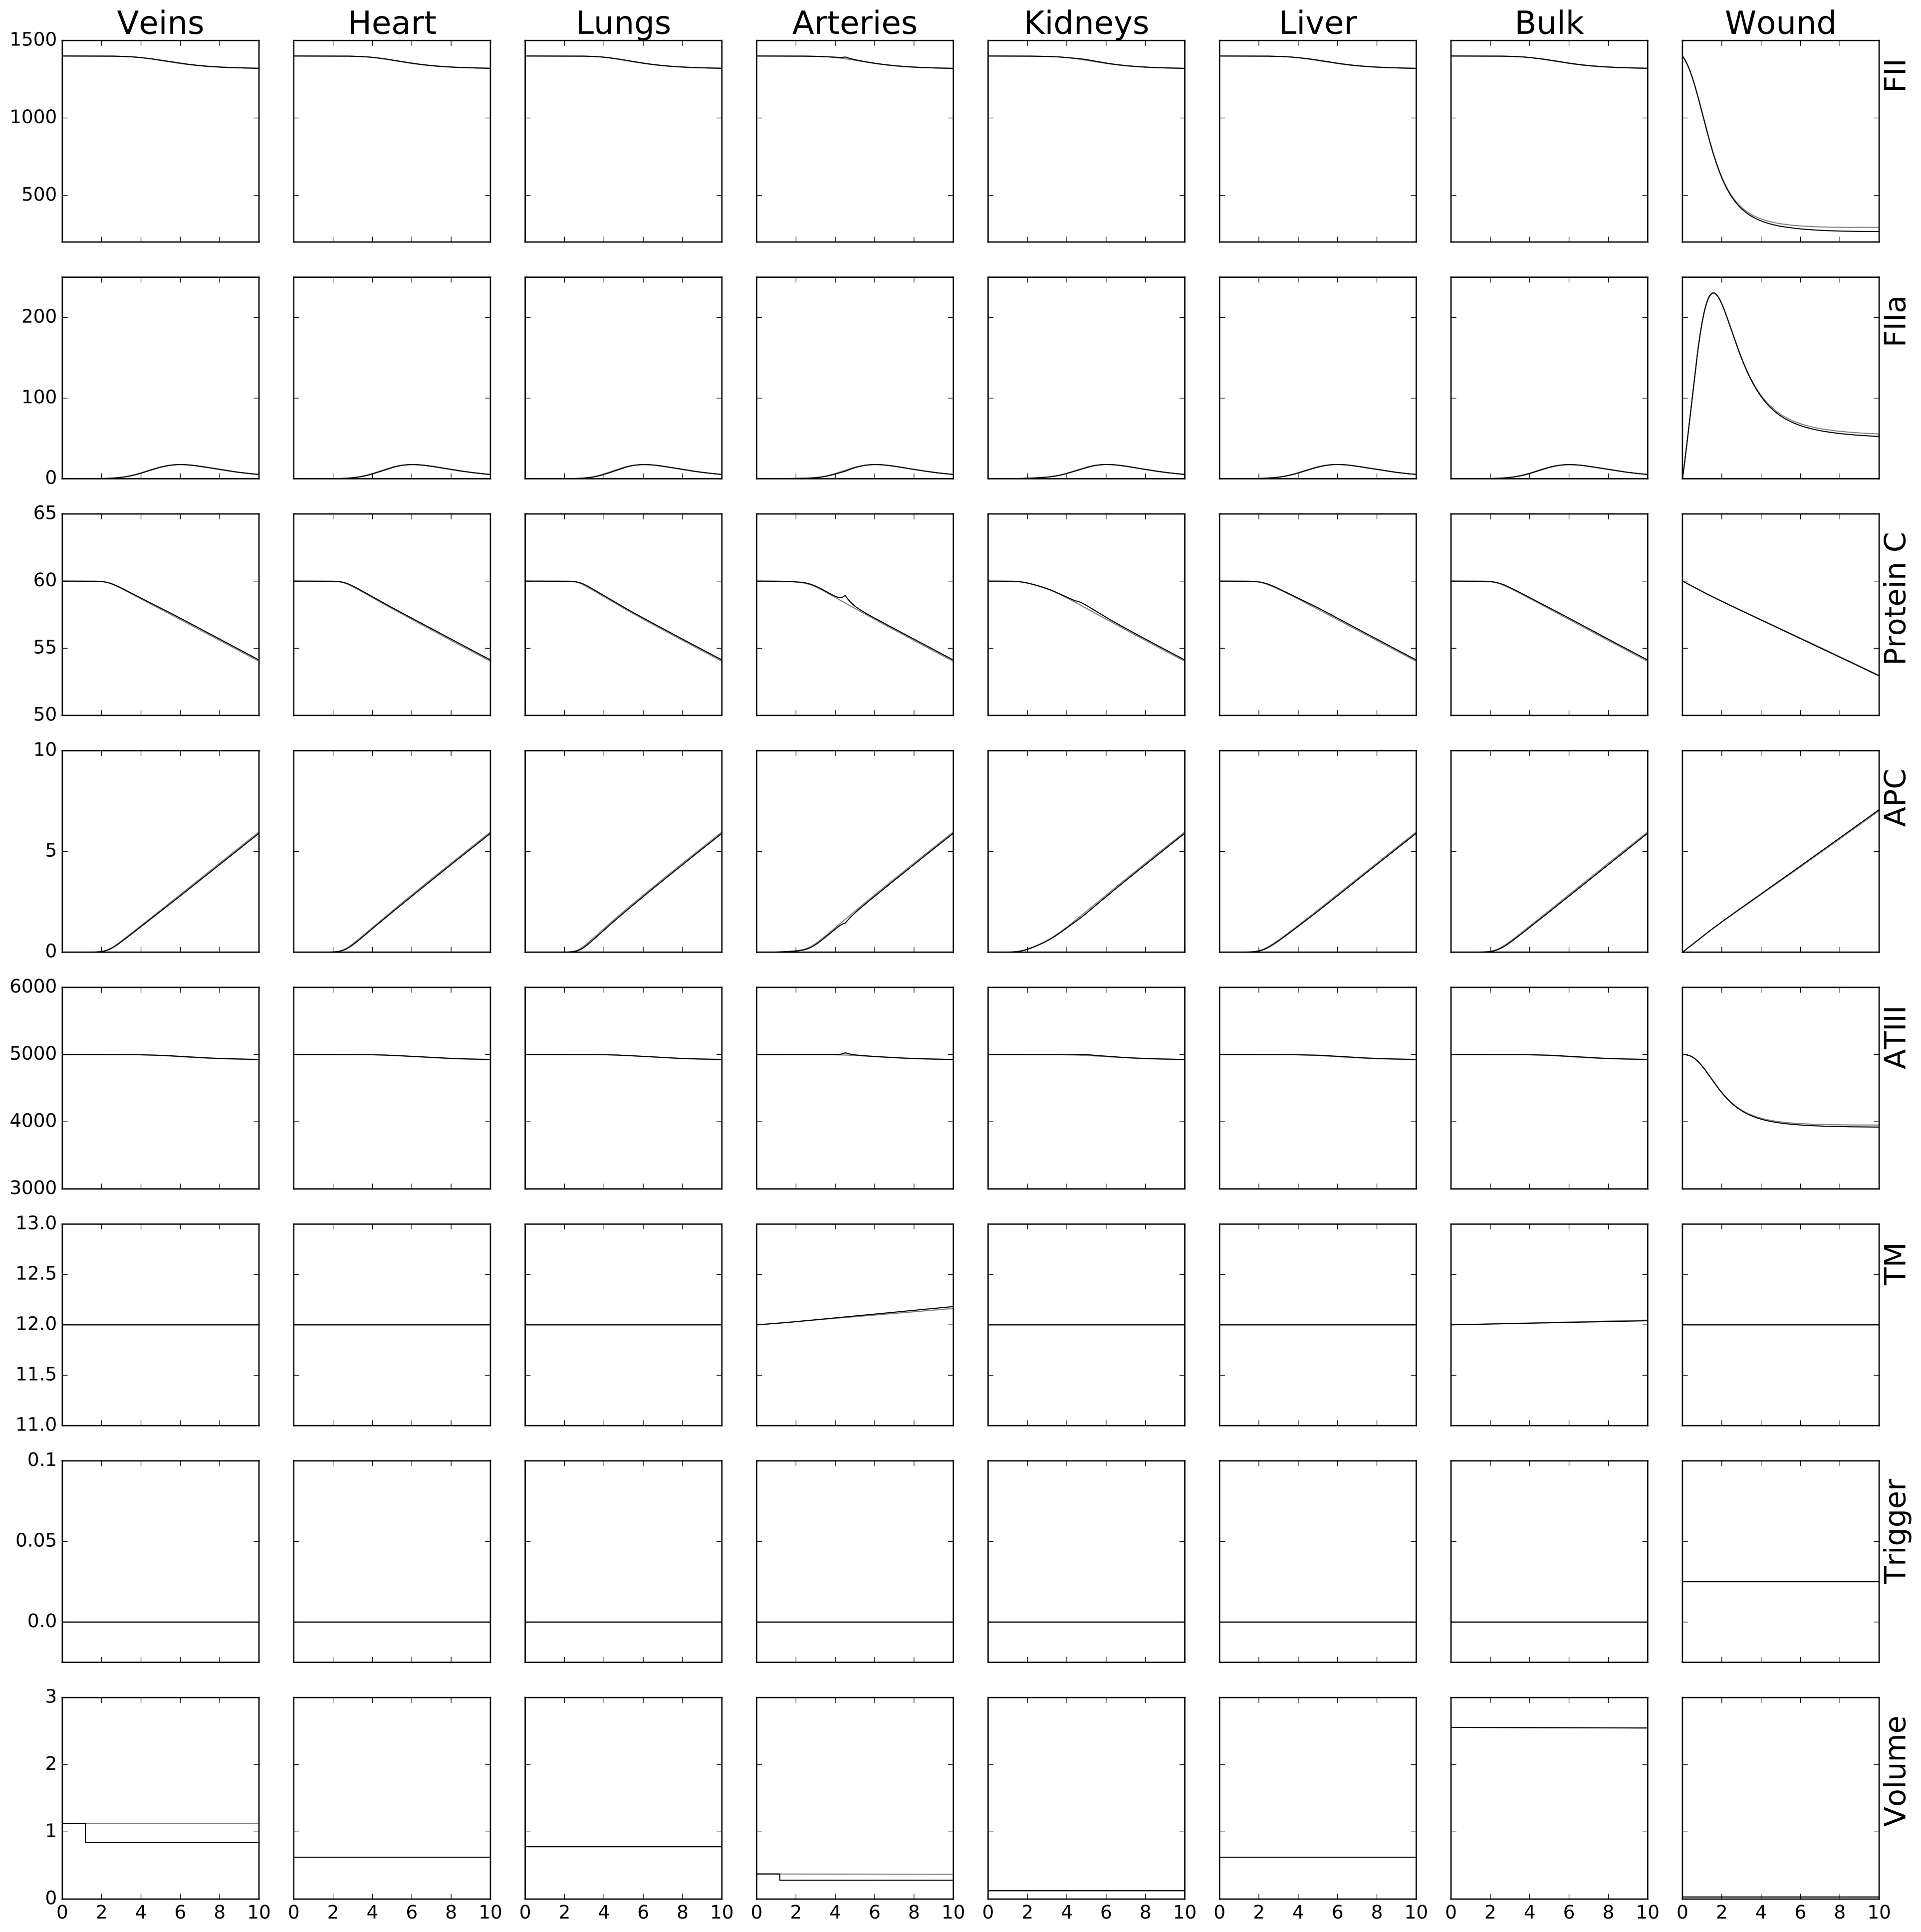 Veins Heart Lungs Arteries Kidneys Liver Bulk Wound
1500
1000
500
FII
200
100
0
FIIa
65
60
55
50
Protein C
10
5
0
APC
6000
5000
4000
3000
ATIII
13.0
12.5
12.0
11.5
11.0
TM
0.1
0.05
0.0
Trigger
3
2
1
0
Volume
0 2 4 6 8 10 0 2 4 6 8 10 0 2 4 6 8 10 0 2 4 6 8 10 0 2 4 6 8 10 0 2 4 6 8 10 0 2 4 6 8 10 0 2 4 6 8 10